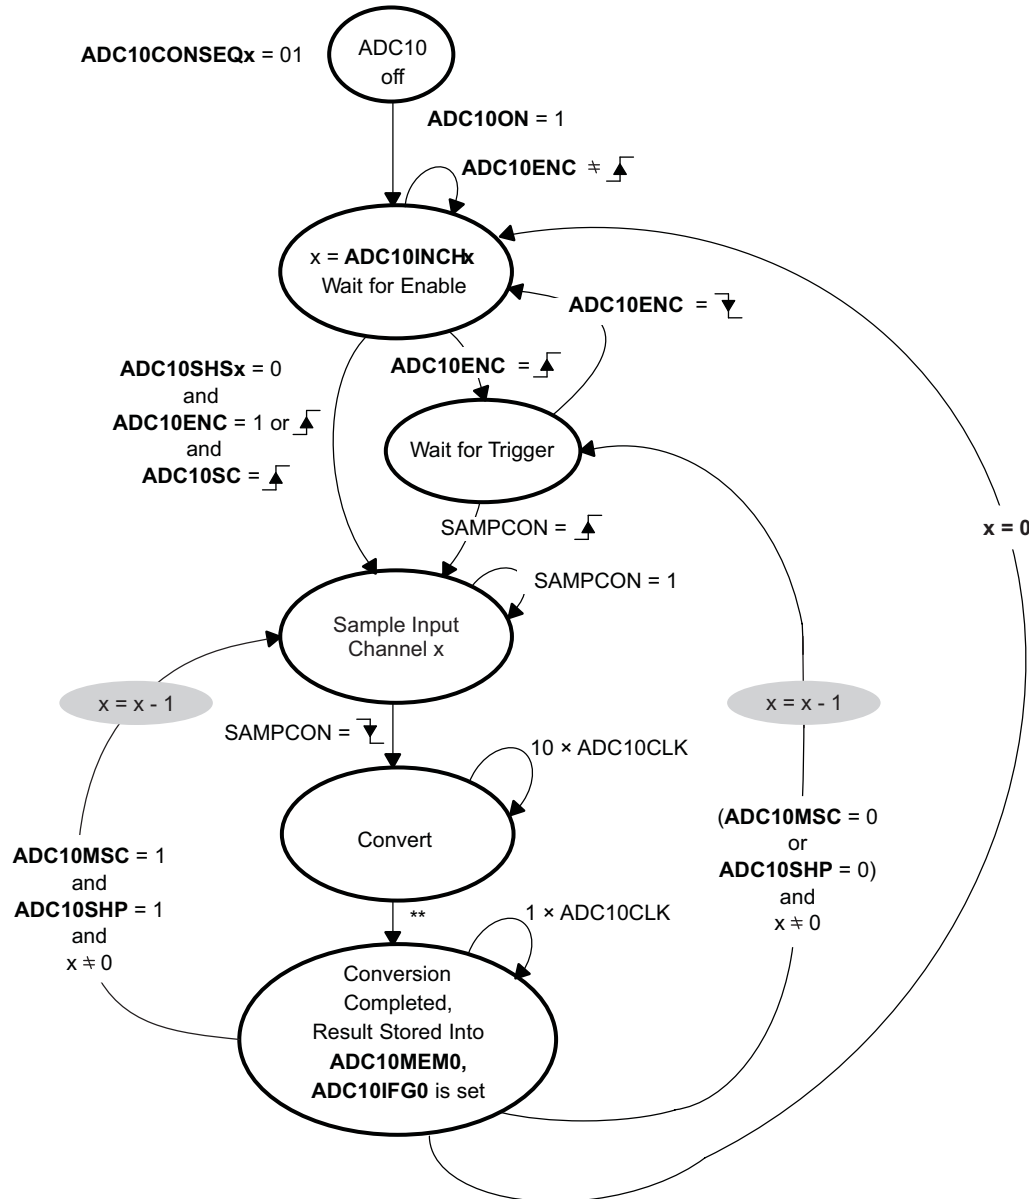 ADC10CONSEQx = 01
ADC10
off
ADC10ON = 1
ADC10ENC ≠
x = ADC10INCHx
Wait for Enable
ADC10ENC =
ADC10SHSx = 0
and
ADC10ENC = 1 or
and
ADC10SC =
ADC10ENC =
Wait for Trigger
SAMPCON =
x = 0
SAMPCON = 1
Sample Input
Channel x
x = x - 1
x = x - 1
SAMPCON =
10 × ADC10CLK
Convert
(ADC10MSC = 0
or
ADC10SHP = 0)
and
x ≠ 0
ADC10MSC = 1
and
ADC10SHP = 1
and
x ≠ 0
**
1 × ADC10CLK
Conversion
Completed,
Result Stored Into
ADC10MEM0,
ADC10IFG0 is set